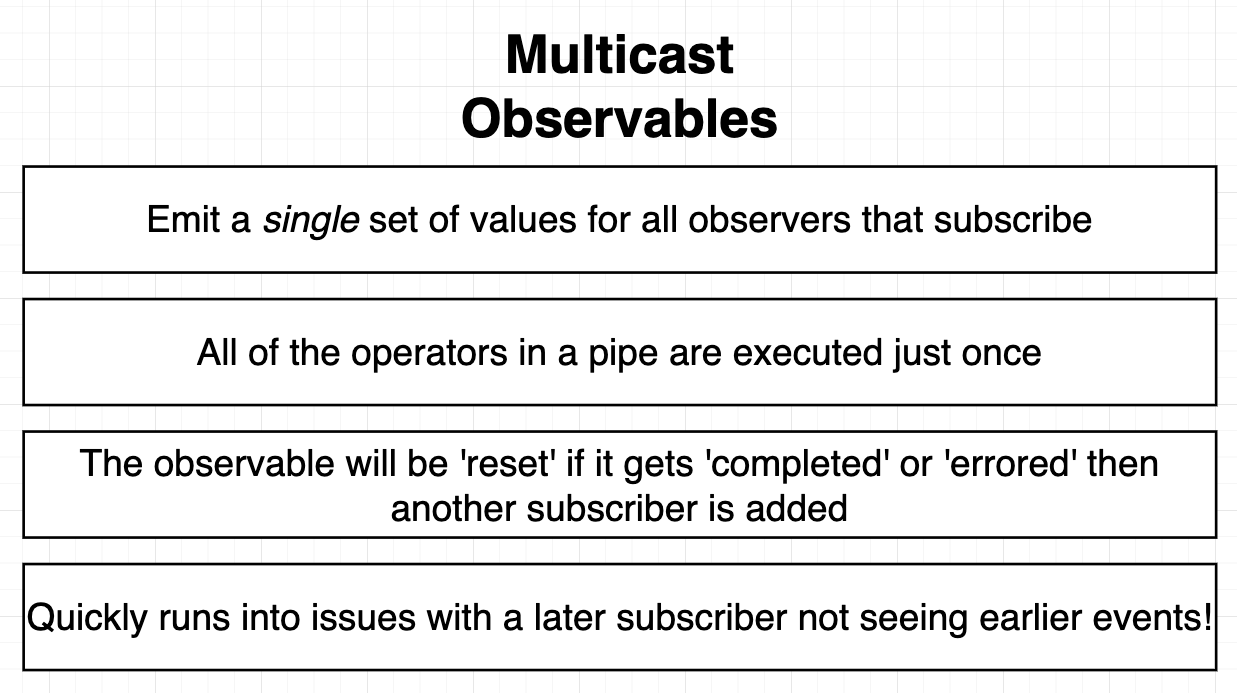 Multicast
Observables
Emit a single set of values for all observers that subscribe
All of the operators in a pipe are executed just once
The observable will be 'reset' if it gets 'completed' or 'errored' then
another subscriber is added
Quickly runs into issues with a later subscriber not seeing earlier events!